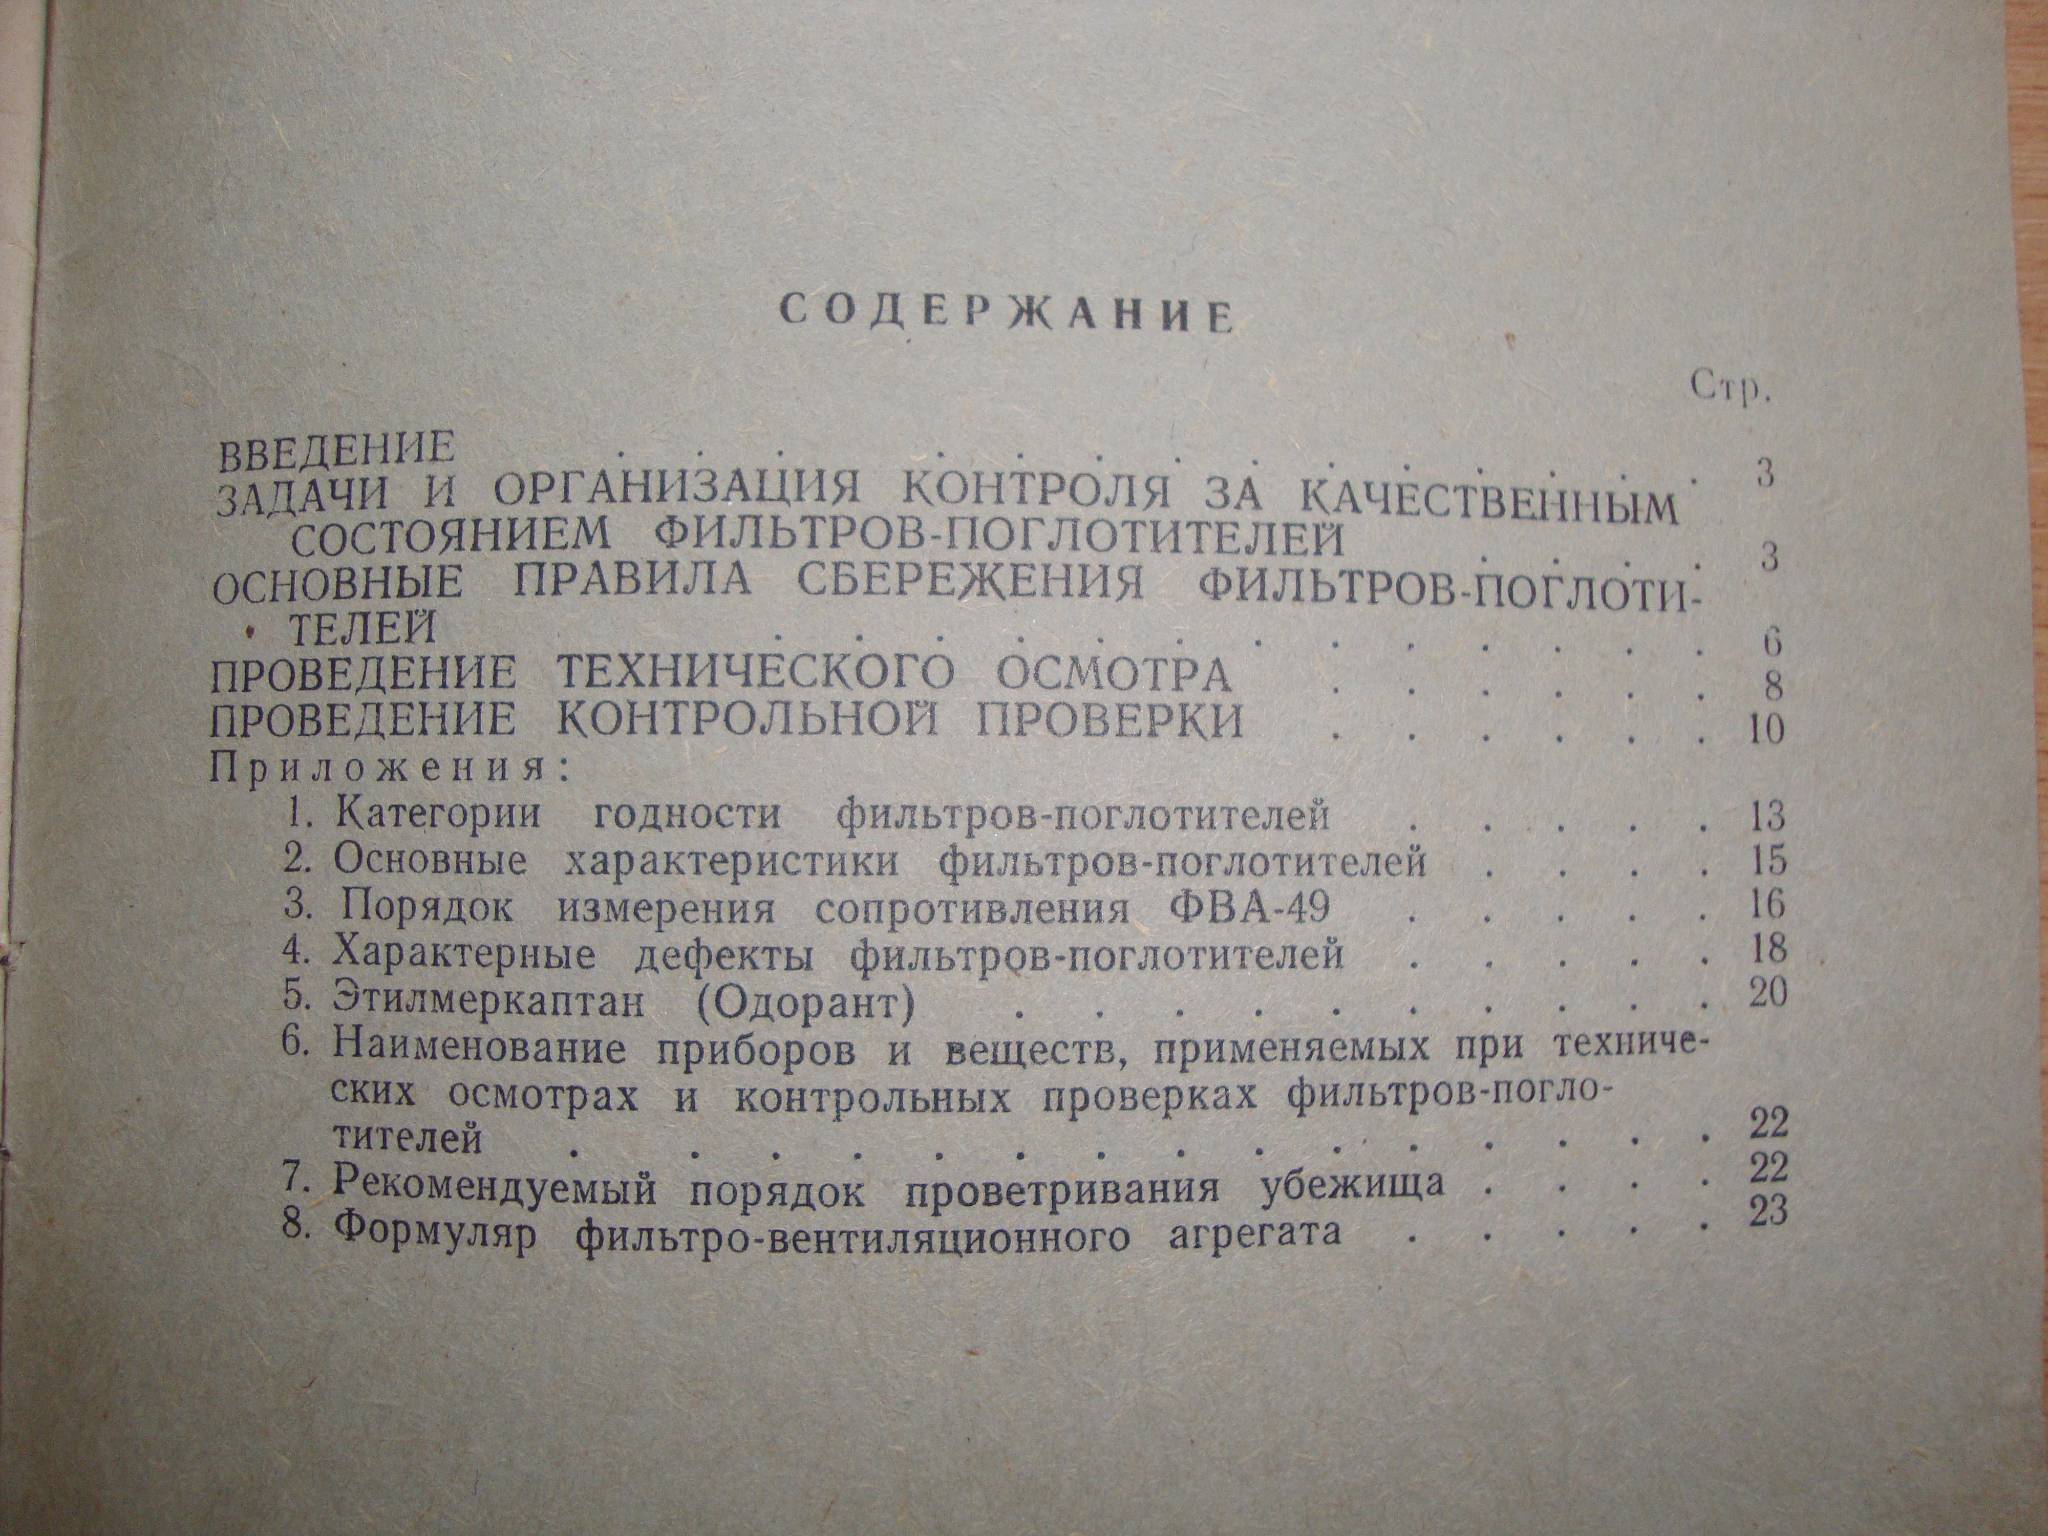 СОДЕРЖАНИЕ
Стр.
ВВЕДЕНИЕ . . . . . . . . . . . . . . 3
ЗАДАЧИ И ОРГАНИЗАЦИЯ КОНТРОЛЯ ЗА КАЧЕСТВЕННЫМ
СОСТОЯНИЕМ ФИЛЬТРОВ-ПОГЛОТИТЕЛЕЙ . . . . 3
ОСНОВНЫЕ ПРАВИЛА СБЕРЕЖЕНИЯ ФИЛЬТРОВ-ПОГЛОТИ-
ТЕЛЕЙ . . . . . . . . . . . . . 6
ПРОВЕДЕНИЕ ТЕХНИЧЕСКОГО ОСМОТРА . . . . . . 8
ПРОВЕДЕНИЕ КОНТРОЛЬНОЙ ПРОВЕРКИ . . . . . . 10
Приложения:
1. Категории годности фильтров-поглотителей . . . . . 13
2. Основные характеристики фильтров-поглотителей . . . . 15
3. Порядок измерения сопротивления ФВА-49 . . . . . 16
4. Характерные дефекты фильтров-поглотителей . . . . . 18
5. Этилмеркаптан (Одорант) . . . . . . . . . . 20
6. Наименование приборов и веществ, применяемых при техниче-
ских осмотрах и контрольных проверках фильтров-погло-
тителей . . . . . . . . . . . . . . . 22
7. Рекомендуемый порядок проветривания убежища . . . . 22
8. Формуляр фильтро-вентиляционного агрегата . . . . . 23